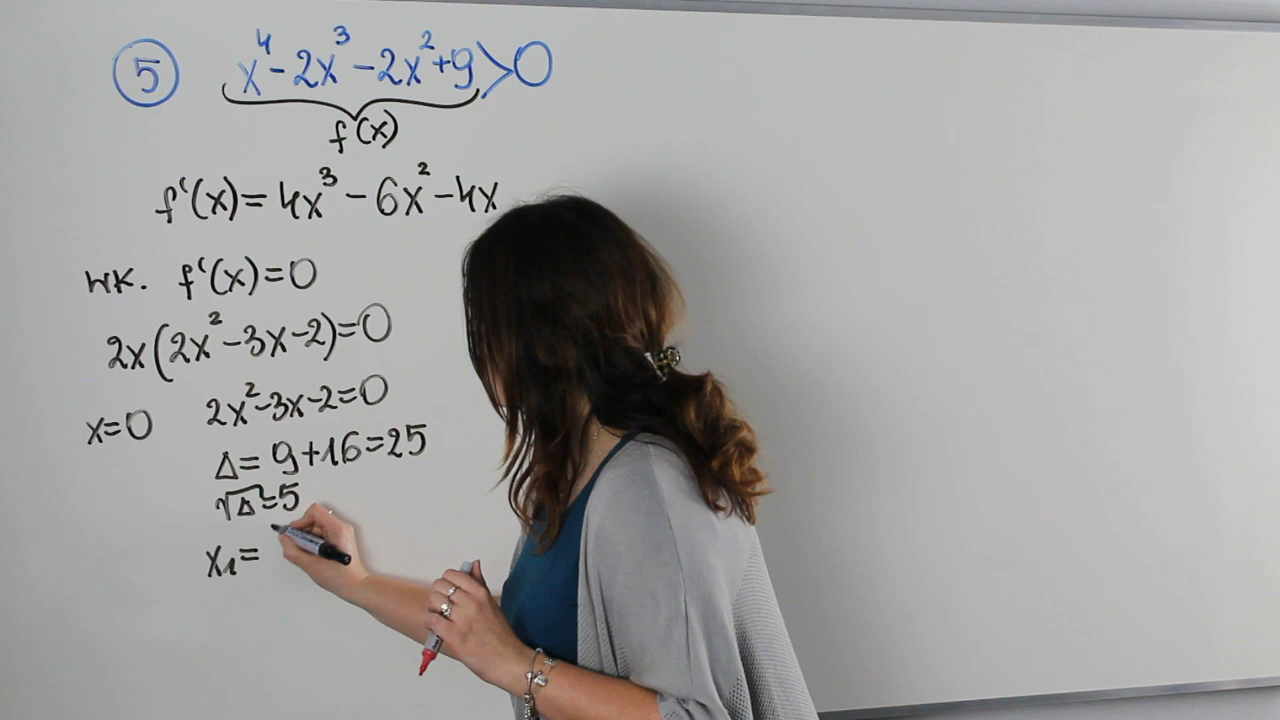 ⑤ x⁴-2x³-2x²+9>0
f(x)
f'(x)=4x³-6x²-4x
WK. f'(x)=0
2x(2x²-3x-2)=0
x=0 2x²-3x-2=0
Δ=9+16=25
√Δ=5
x₁=